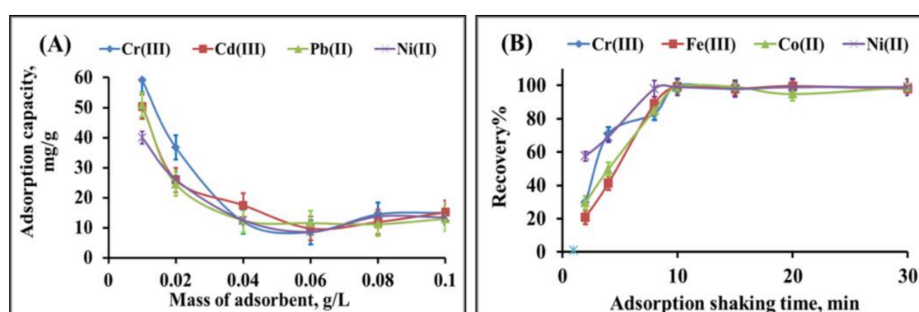 (A)
Cr(III) Cd(III) Pb(II) Ni(II)
Adsorption capacity,
mg/g
60
50
40
30
20
10
0
0 0.02 0.04 0.06 0.08 0.1
Mass of adsorbent, g/L
(B)
Cr(III) Fe(III) Co(II) Ni(II)
Recovery%
120
100
80
60
40
20
0
0 10 20 30
Adsorption shaking time, min